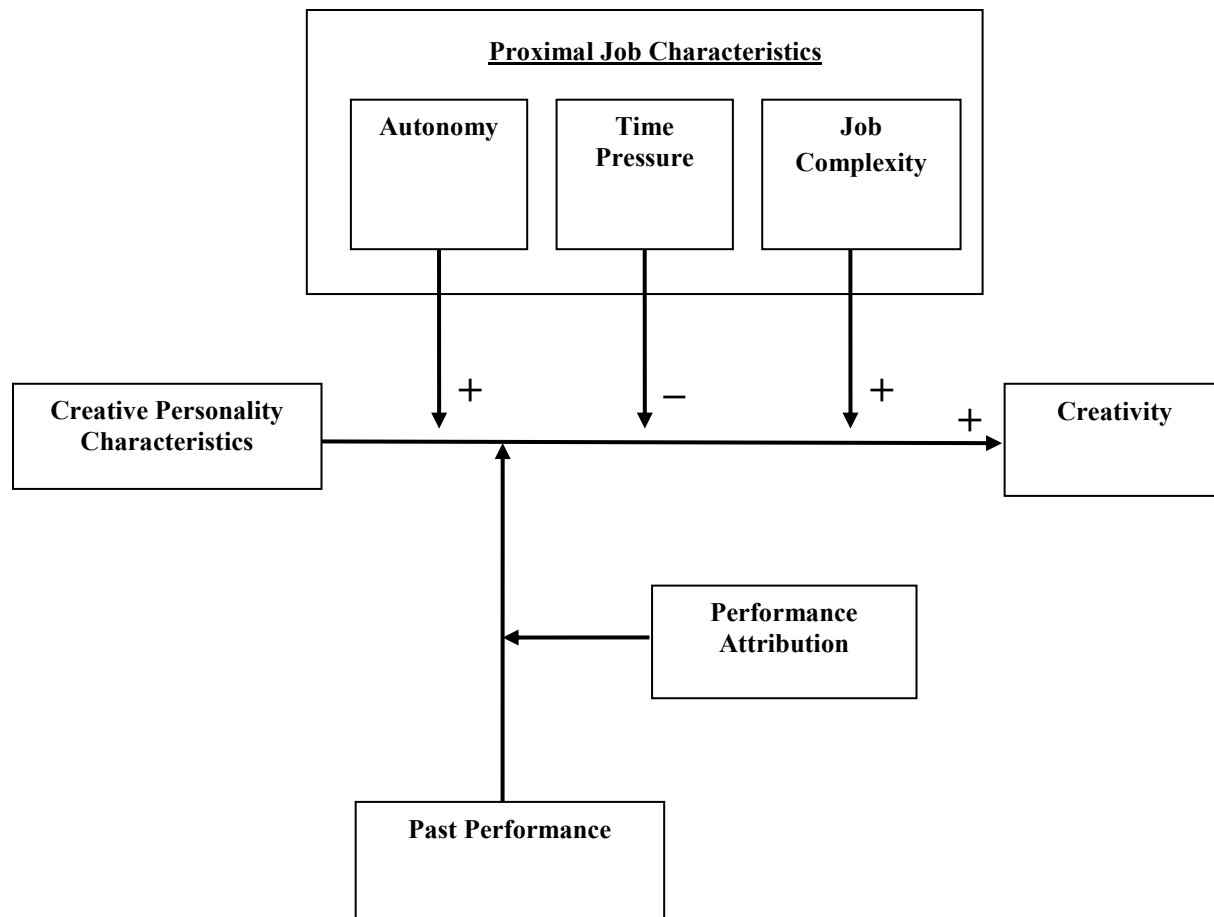 Proximal Job Characteristics
Autonomy
Time
Pressure
Job
Complexity
+
−
+
+
Creative Personality
Characteristics
Creativity
Performance
Attribution
Past Performance